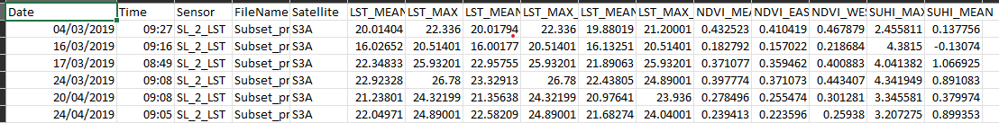 Date Time Sensor FileName Satellite LST_MEAN LST_MAX LST_MEAN LST_MAX_ LST_MEAN LST_MAX_ NDVI_MEA NDVI_EAS NDVI_WES SUHI_MAX SUHI_MEAN
04/03/2019 09:27 SL_2_LST Subset_pr S3A 20.01404 22.336 20.01794 22.336 19.88019 21.20001 0.432523 0.410419 0.467879 2.455811 0.137756
16/03/2019 09:16 SL_2_LST Subset_pr S3A 16.02652 20.51401 16.00177 20.51401 16.13251 20.51401 0.182792 0.157022 0.218684 4.3815 -0.13074
17/03/2019 08:49 SL_2_LST Subset_pr S3A 22.34833 25.93201 22.95755 25.93201 21.89063 25.93201 0.371077 0.359462 0.400883 4.041382 1.066925
24/03/2019 09:08 SL_2_LST Subset_pr S3A 22.92328 26.78 23.32913 26.78 22.43805 24.89001 0.397774 0.371073 0.443407 4.341949 0.891083
20/04/2019 09:08 SL_2_LST Subset_pr S3A 21.23801 24.32199 21.35638 24.32199 20.97641 23.936 0.278496 0.255474 0.301281 3.345581 0.379974
24/04/2019 09:05 SL_2_LST Subset_pr S3A 22.04971 24.89001 22.58209 24.89001 21.68274 24.04001 0.239413 0.223596 0.25938 3.207275 0.899353